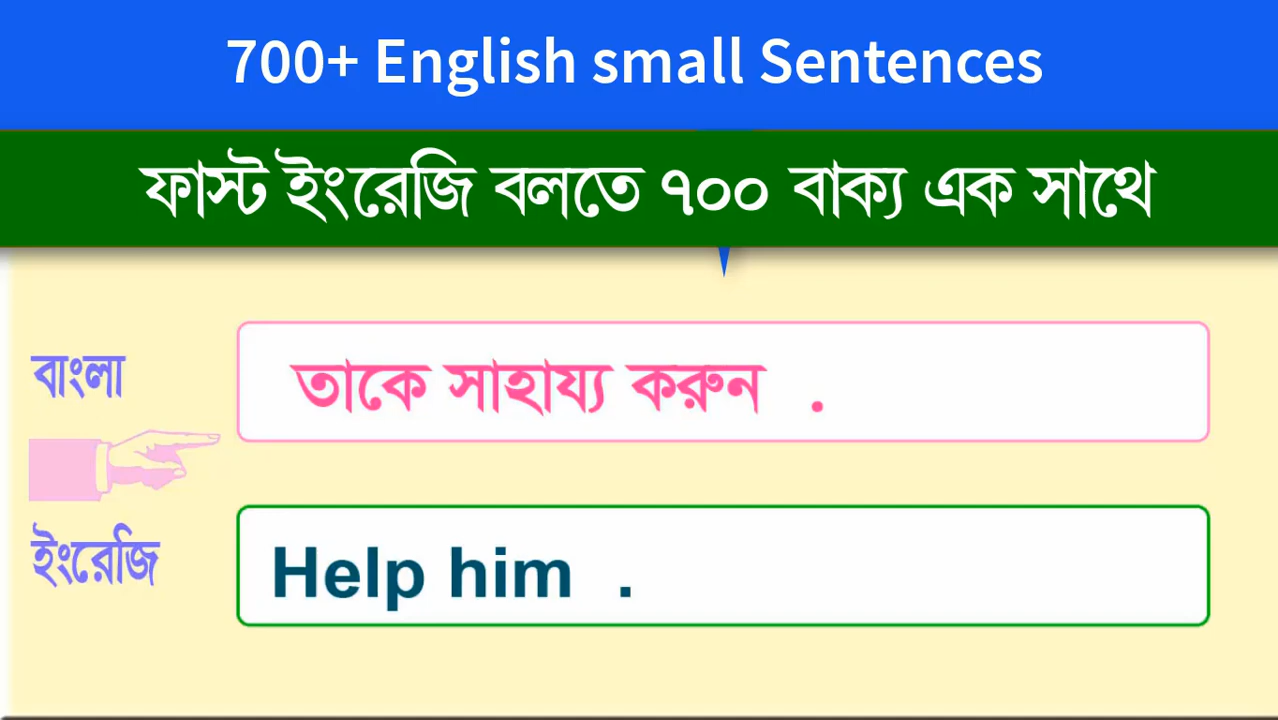 700+ English small Sentences
ফাস্ট ইংরেজি বলতে ৭০০ বাক্য এক সাথে
বাংলা
তাকে সাহায্য করুন .
ইংরেজি
Help him .